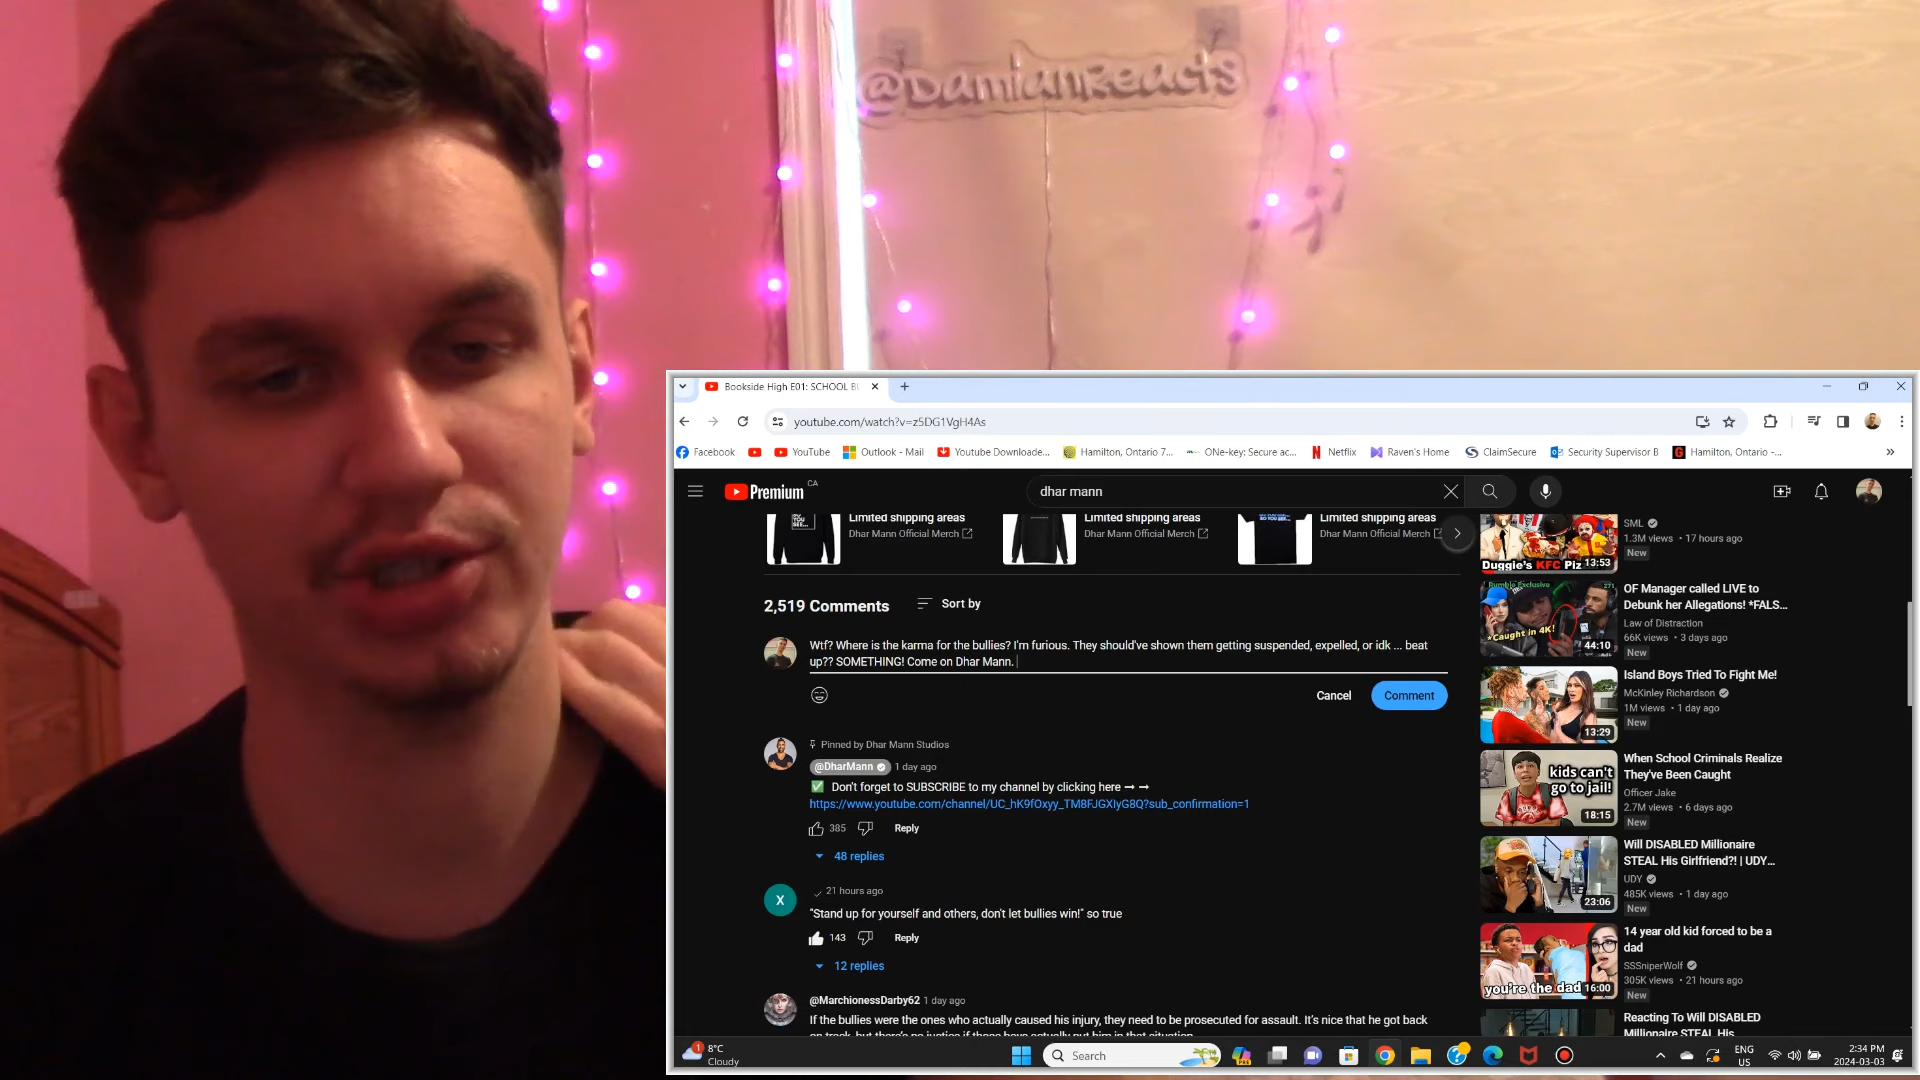 @DamianReacts
Bookside High E01: SCHOOL BU
youtube.com/watch?v=z5DG1VgH4As
Facebook
YouTube
Outlook - Mail
Youtube Downloade...
Hamilton, Ontario 7...
ONe-key: Secure ac...
Netflix
Raven's Home
ClaimSecure
Security Supervisor B
Hamilton, Ontario -...
Premium CA
dhar mann
Limited shipping areas
Dhar Mann Official Merch
Limited shipping areas
Dhar Mann Official Merch
Limited shipping areas
Dhar Mann Official Merch
2,519 Comments
Sort by
Wtf? Where is the karma for the bullies? I'm furious. They should've shown them getting suspended, expelled, or idk ... beat
up?? SOMETHING! Come on Dhar Mann.
Cancel
Comment
Pinned by Dhar Mann Studios
@DharMann 1 day ago
Don't forget to SUBSCRIBE to my channel by clicking here
https://www.youtube.com/channel/UC_hK9fOxyy_TM8FJGXIyG8Q?sub_confirmation=1
385 Reply
48 replies
X
21 hours ago
"Stand up for yourself and others, don't let bullies win!" so true
143 Reply
12 replies
@MarchionessDarby62 1 day ago
If the bullies were the ones who actually caused his injury, they need to be prosecuted for assault. It's nice that he got back
Duggie's KFC Piz
13:53
SML
1.3M views • 17 hours ago
New
Rumble Exclusive
*Caught in 4K!
44:10
OF Manager called LIVE to
Debunk her Allegations! *FALS...
Law of Distraction
66K views • 3 days ago
New
13:29
Island Boys Tried To Fight Me!
McKinley Richardson
1M views • 1 day ago
New
kids can't
go to jail!
18:15
When School Criminals Realize
They've Been Caught
Officer Jake
2.7M views • 6 days ago
New
23:06
Will DISABLED Millionaire
STEAL His Girlfriend?! | UDY...
UDY
485K views • 1 day ago
New
you're the dad
16:00
14 year old kid forced to be a
dad
SSSniperWolf
305K views • 21 hours ago
New
Reacting To Will DISABLED
Millionaire STEAL His
1
8°C
Cloudy
Search
ENG
US
2:34 PM
2024-03-03